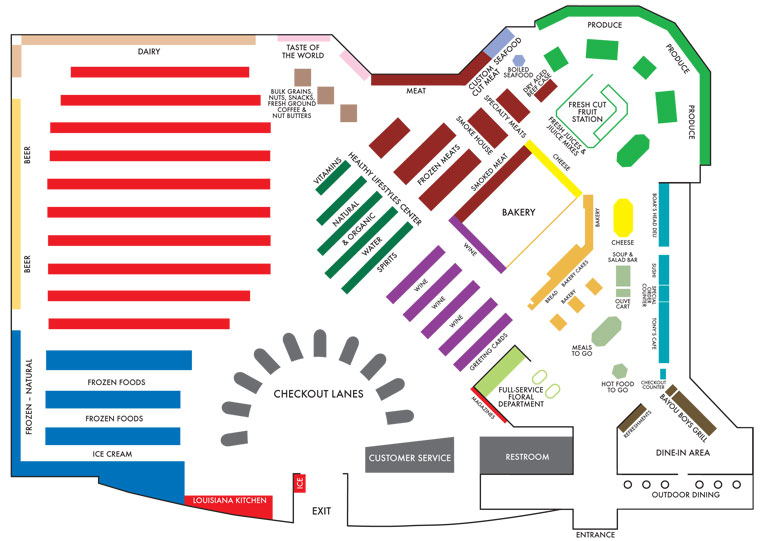 PRODUCE
DAIRY
TASTE OF
THE WORLD
CUSTOM SEAFOOD
CUT MEAT
BOILED
SEAFOOD
PRODUCE
MEAT
DRY AGED
BEEF CASE
BULK GRAINS,
NUTS, SNACKS,
FRESH GROUND
COFFEE &
NUT BUTTERS
SPECIALTY MEATS
FRESH CUT
FRUIT
STATION
PRODUCE
FRESH JUICES &
JUICE MIXES
SMOKE HOUSE
BEER
VITAMINS
HEALTHY LIFESTYLES CENTER
FROZEN MEATS
SMOKED MEAT
CHEESE
NATURAL
& ORGANIC
WATER
SPIRITS
BAKERY
BAKERY
CHEESE
BOAR'S HEAD DELI
WINE
BEER
SOUP &
SALAD BAR
SUSHI
BREAD
BAKERY CAKES
BAKERY
OLIVE
CART
SPECIAL
ORDER
COUNTER
WINE
WINE
WINE
GREETING CARDS
TONY'S CAFE
MEALS
TO GO
HOT FOOD
TO GO
CHECKOUT
COUNTER
FROZEN ~ NATURAL
FROZEN FOODS
FROZEN FOODS
ICE CREAM
CHECKOUT LANES
MAGAZINES
FULL-SERVICE
FLORAL
DEPARTMENT
REFRESHMENTS
BAYOU BOYS GRILL
CUSTOMER SERVICE
RESTROOM
DINE-IN AREA
LOUISIANA KITCHEN
ICE
EXIT
OUTDOOR DINING
ENTRANCE